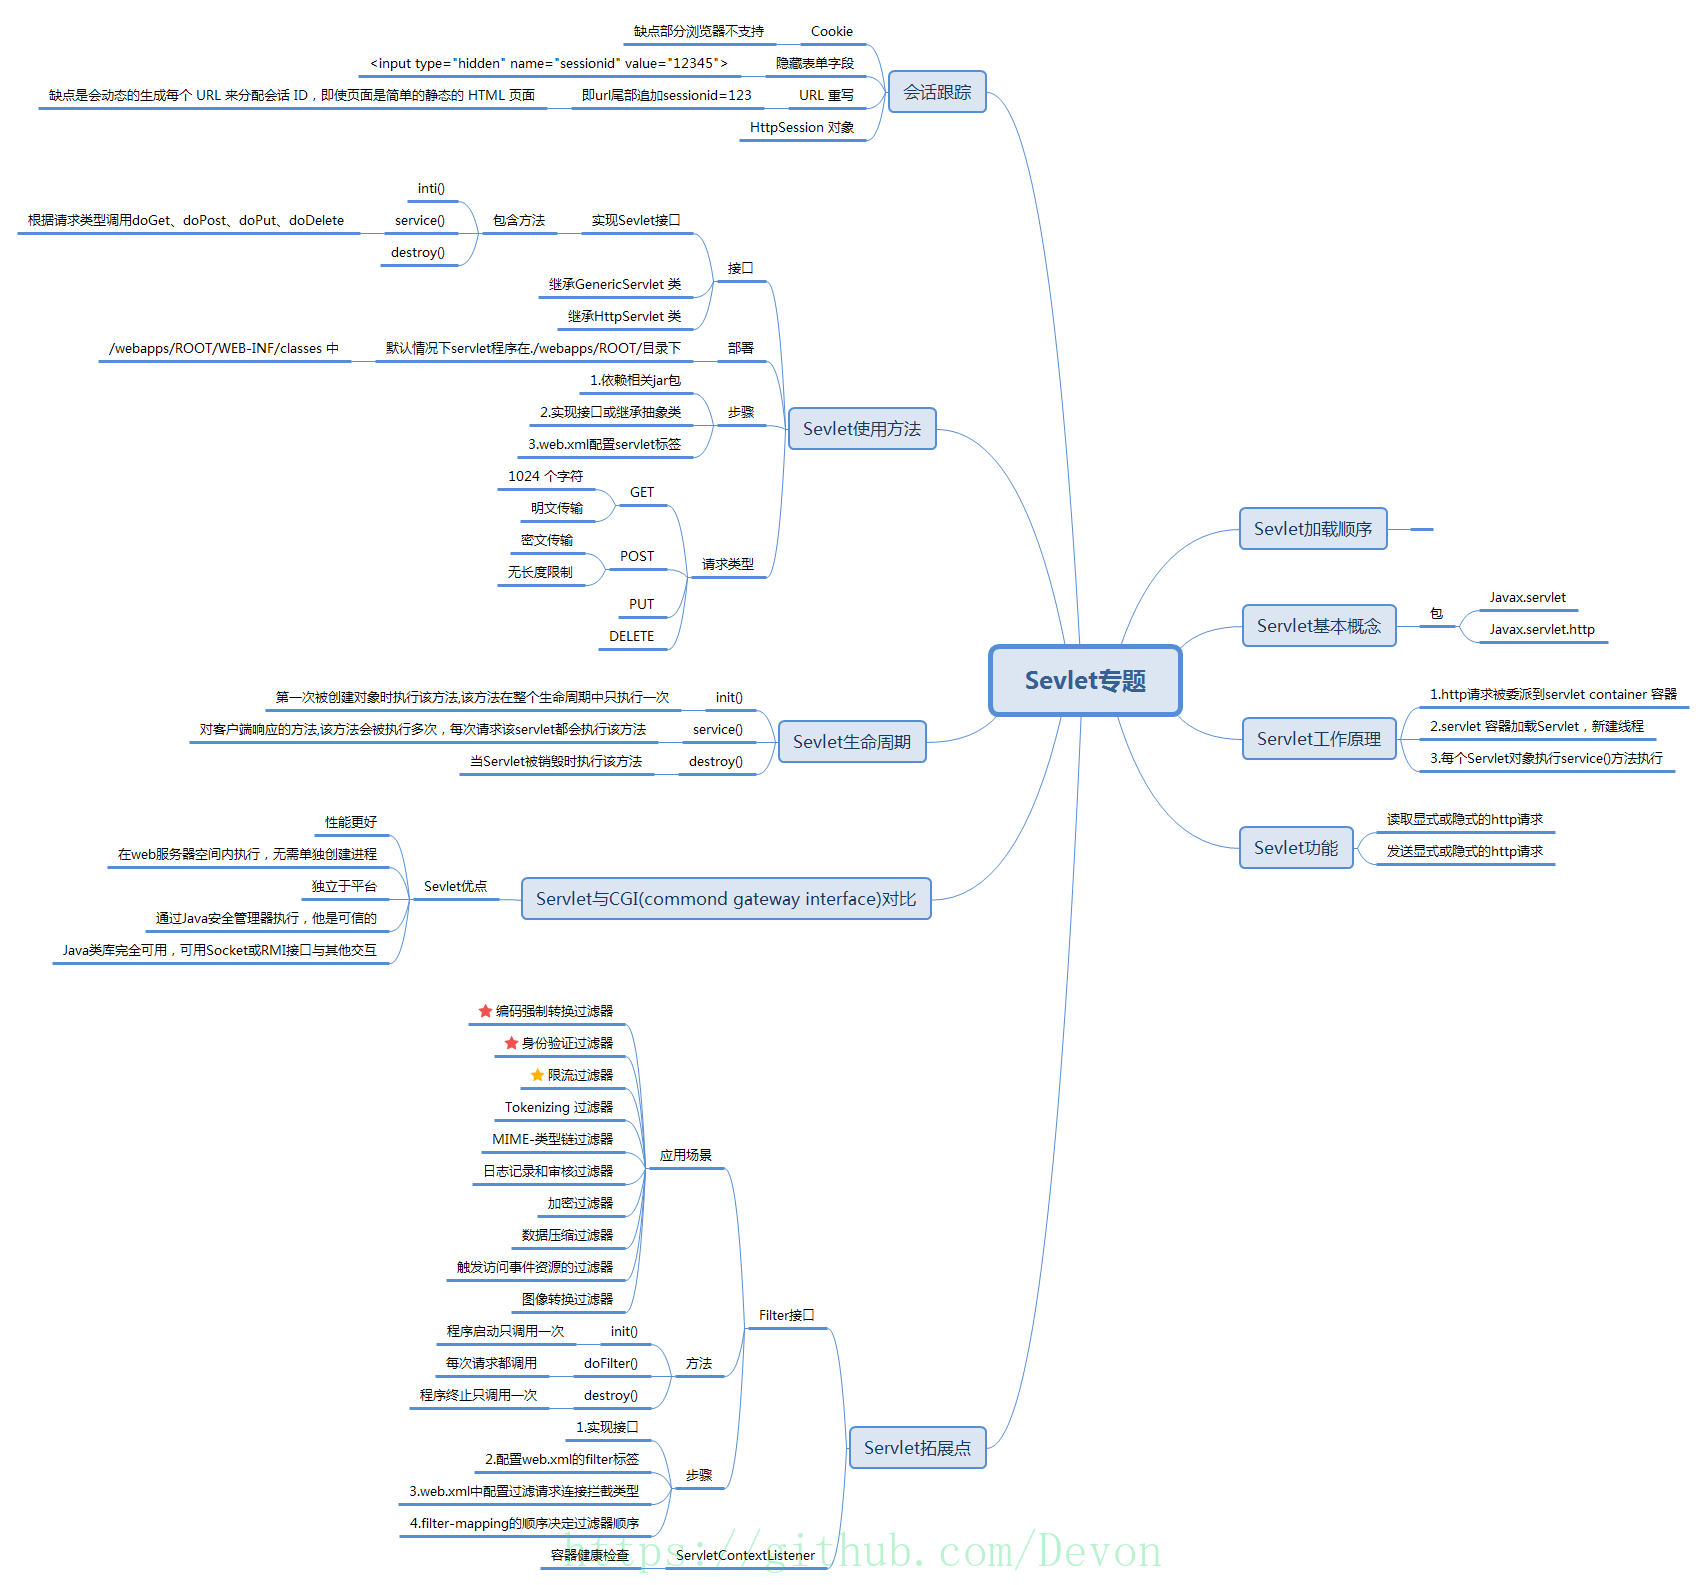 缺点部分浏览器不支持
Cookie
<input type="hidden" name="sessionid" value="12345">
隐藏表单字段
缺点是会动态的生成每个 URL 来分配会话 ID，即使页面是简单的静态的 HTML 页面
即url尾部追加sessionid=123
URL 重写
HttpSession 对象
会话跟踪
inti()
根据请求类型调用doGet、doPost、doPut、doDelete
service()
destroy()
包含方法
实现Sevlet接口
继承GenericServlet 类
继承HttpServlet 类
接口
/webapps/ROOT/WEB-INF/classes 中
默认情况下servlet程序在./webapps/ROOT/目录下
部署
1.依赖相关jar包
2.实现接口或继承抽象类
3.web.xml配置servlet标签
步骤
1024 个字符
明文传输
GET
密文传输
无长度限制
POST
PUT
DELETE
请求类型
Sevlet使用方法
第一次被创建对象时执行该方法,该方法在整个生命周期中只执行一次
init()
对客户端响应的方法,该方法会被执行多次，每次请求该servlet都会执行该方法
service()
当Servlet被销毁时执行该方法
destroy()
Sevlet生命周期
性能更好
在web服务器空间内执行，无需单独创建进程
独立于平台
通过Java安全管理器执行，他是可信的
Java类库完全可用，可用Socket或RMI接口与其他交互
Sevlet优点
Servlet与CGI(commond gateway interface)对比
编码强制转换过滤器
身份验证过滤器
限流过滤器
Tokenizing 过滤器
MIME-类型链过滤器
日志记录和审核过滤器
加密过滤器
数据压缩过滤器
触发访问事件资源的过滤器
图像转换过滤器
应用场景
程序启动只调用一次
init()
每次请求都调用
doFilter()
程序终止只调用一次
destroy()
方法
1.实现接口
2.配置web.xml的filter标签
3.web.xml中配置过滤请求连接拦截类型
4.filter-mapping的顺序决定过滤器顺序
步骤
Filter接口
容器健康检查
ServletContextListener
Servlet拓展点
Sevlet专题
Sevlet加载顺序
Servlet基本概念
包
Javax.servlet
Javax.servlet.http
Servlet工作原理
1.http请求被委派到servlet container 容器
2.servlet 容器加载Servlet，新建线程
3.每个Servlet对象执行service()方法执行
Sevlet功能
读取显式或隐式的http请求
发送显式或隐式的http请求
https://github.com/Devon